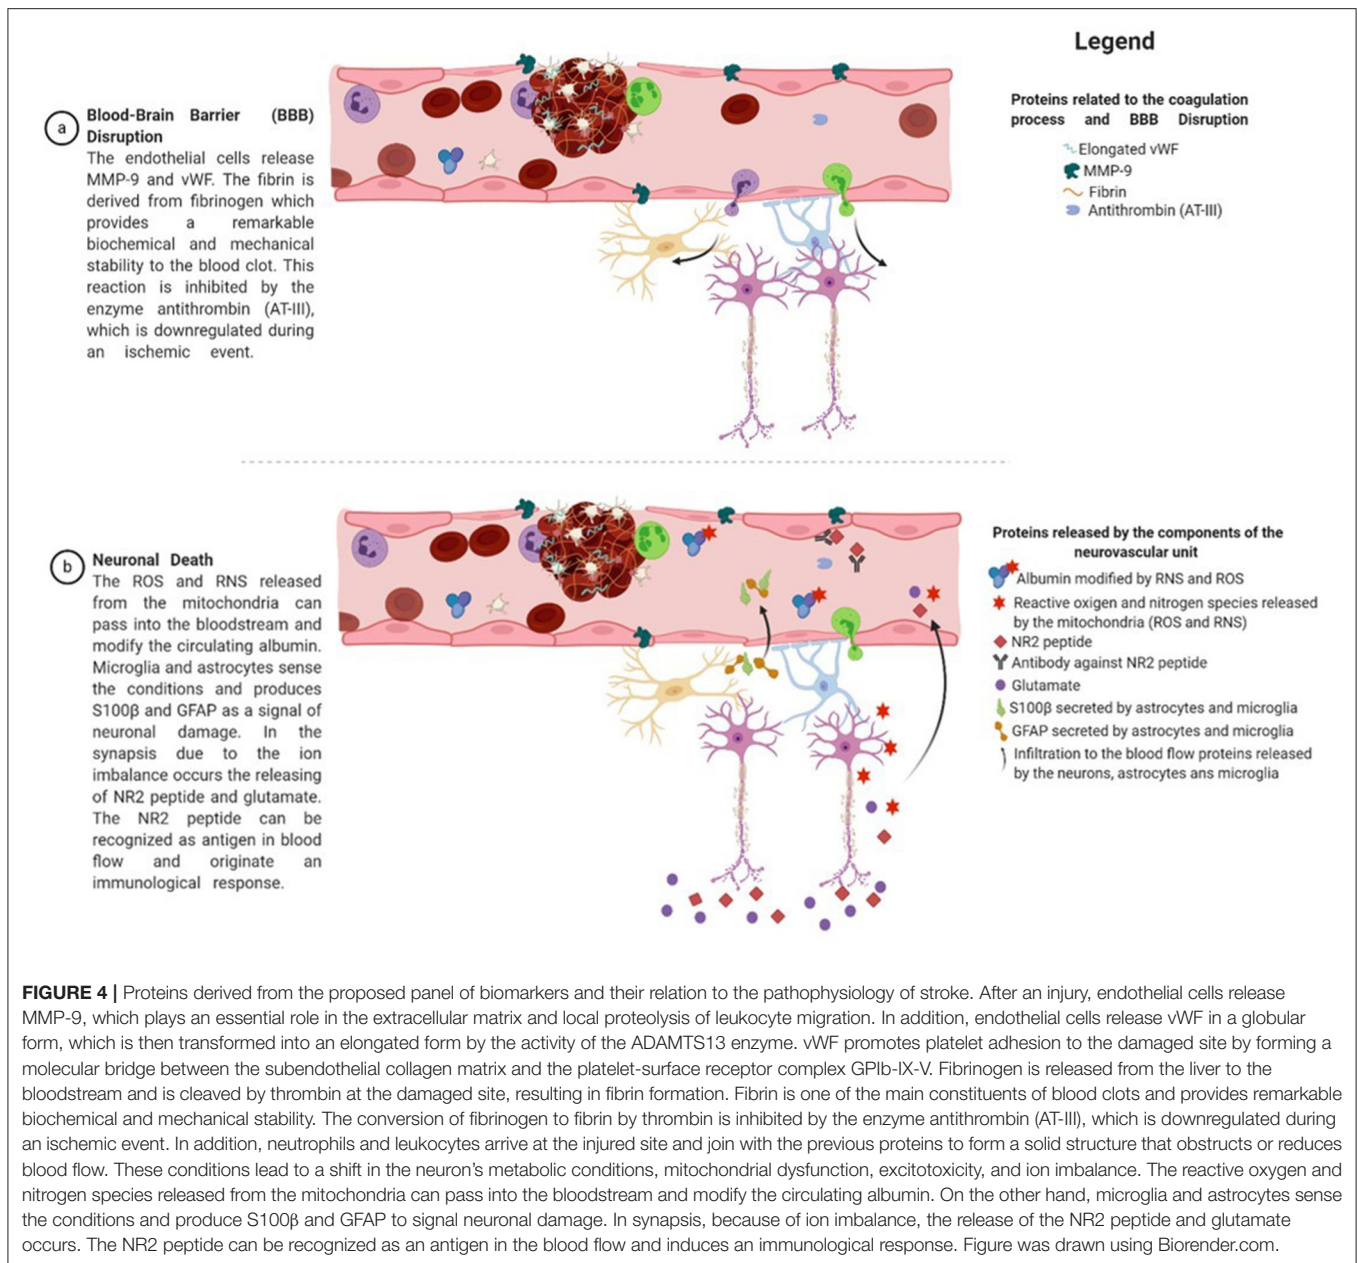 Legend
a
Blood-Brain Barrier (BBB)
Disruption
The endothelial cells release
MMP-9 and vWF. The fibrin is
derived from fibrinogen which
provides a remarkable
biochemical and mechanical
stability to the blood clot. This
reaction is inhibited by the
enzyme antithrombin (AT-III),
which is downregulated during
an ischemic event.
Proteins related to the coagulation
process and BBB Disruption
Elongated vWF
MMP-9
Fibrin
Antithrombin (AT-III)
b
Neuronal Death
The ROS and RNS released
from the mitochondria can
pass into the bloodstream and
modify the circulating albumin.
Microglia and astrocytes sense
the conditions and produces
S100β and GFAP as a signal of
neuronal damage. In the
synapsis due to the ion
imbalance occurs the releasing
of NR2 peptide and glutamate.
The NR2 peptide can be
recognized as antigen in blood
flow and originate an
immunological response.
Proteins released by the components of the
neurovascular unit
Albumin modified by RNS and ROS
Reactive oxigen and nitrogen species released
by the mitochondria (ROS and RNS)
NR2 peptide
Antibody against NR2 peptide
Glutamate
S100β secreted by astrocytes and microglia
GFAP secreted by astrocytes and microglia
Infiltration to the blood flow proteins released
by the neurons, astrocytes ans microglia
FIGURE 4 | Proteins derived from the proposed panel of biomarkers and their relation to the pathophysiology of stroke. After an injury, endothelial cells release
MMP-9, which plays an essential role in the extracellular matrix and local proteolysis of leukocyte migration. In addition, endothelial cells release vWF in a globular
form, which is then transformed into an elongated form by the activity of the ADAMTS13 enzyme. vWF promotes platelet adhesion to the damaged site by forming a
molecular bridge between the subendothelial collagen matrix and the platelet-surface receptor complex GPIb-IX-V. Fibrinogen is released from the liver to the
bloodstream and is cleaved by thrombin at the damaged site, resulting in fibrin formation. Fibrin is one of the main constituents of blood clots and provides remarkable
biochemical and mechanical stability. The conversion of fibrinogen to fibrin by thrombin is inhibited by the enzyme antithrombin (AT-III), which is downregulated during
an ischemic event. In addition, neutrophils and leukocytes arrive at the injured site and join with the previous proteins to form a solid structure that obstructs or reduces
blood flow. These conditions lead to a shift in the neuron's metabolic conditions, mitochondrial dysfunction, excitotoxicity, and ion imbalance. The reactive oxygen and
nitrogen species released from the mitochondria can pass into the bloodstream and modify the circulating albumin. On the other hand, microglia and astrocytes sense
the conditions and produce S100β and GFAP to signal neuronal damage. In synapsis, because of ion imbalance, the release of the NR2 peptide and glutamate
occurs. The NR2 peptide can be recognized as an antigen in the blood flow and induces an immunological response. Figure was drawn using Biorender.com.